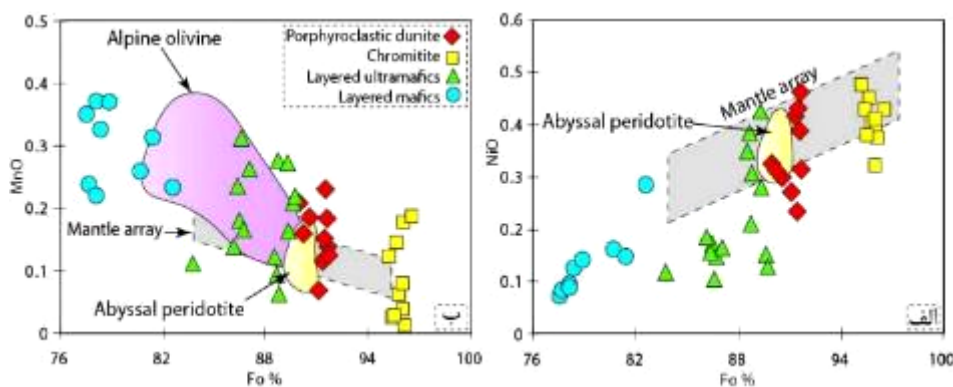 0.5
0.4
0.3
0.2
0.1
0
MnO
76
82
88
94
100
Fo %
Alpine olivine
Mantle array
Abyssal peridotite
Porphyroclastic dunite
Chromitite
Layered ultramafics
Layered mafics
ب
0.6
0.5
0.4
0.3
0.2
0.1
0
NiO
76
82
88
94
100
Fo %
Mantle array
Abyssal peridotite
الف